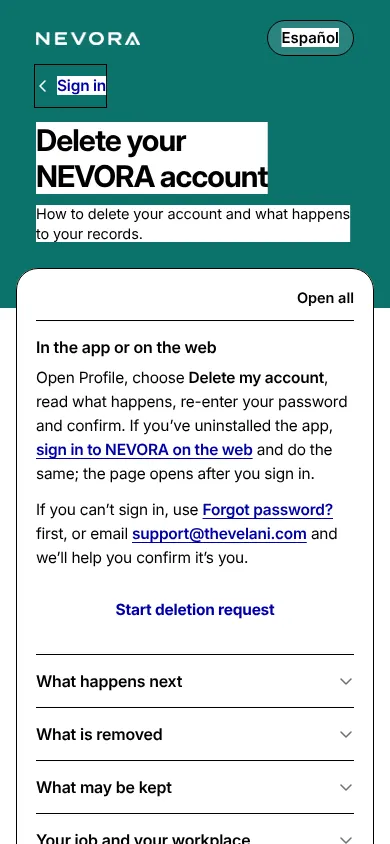 NEVORA
Español
Sign in
Delete your
NEVORA account
How to delete your account and what happens
to your records.
Open all
In the app or on the web
Open Profile, choose Delete my account,
read what happens, re-enter your password
and confirm. If you’ve uninstalled the app,
sign in to NEVORA on the web and do the
same; the page opens after you sign in.
If you can’t sign in, use Forgot password?
first, or email support@thevelani.com and
we’ll help you confirm it’s you.
Start deletion request
What happens next
What is removed
What may be kept
Your job and your workplace